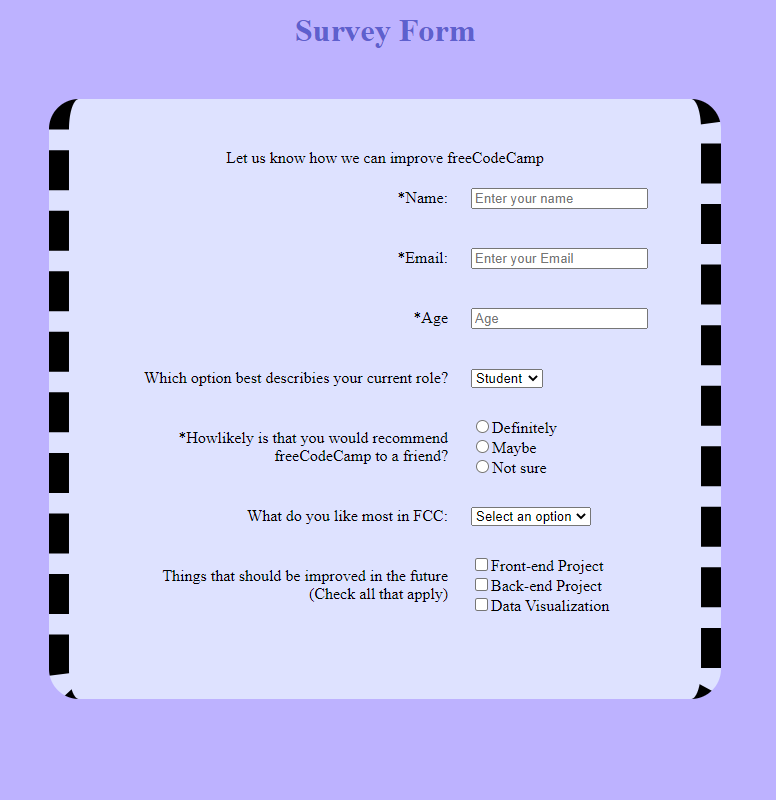 Survey Form
Let us know how we can improve freeCodeCamp
*Name: Enter your name
*Email: Enter your Email
*Age Age
Which option best describies your current role? Student
*Howlikely is that you would recommend
freeCodeCamp to a friend?
Definitely
Maybe
Not sure
What do you like most in FCC: Select an option
Things that should be improved in the future
(Check all that apply)
Front-end Project
Back-end Project
Data Visualization